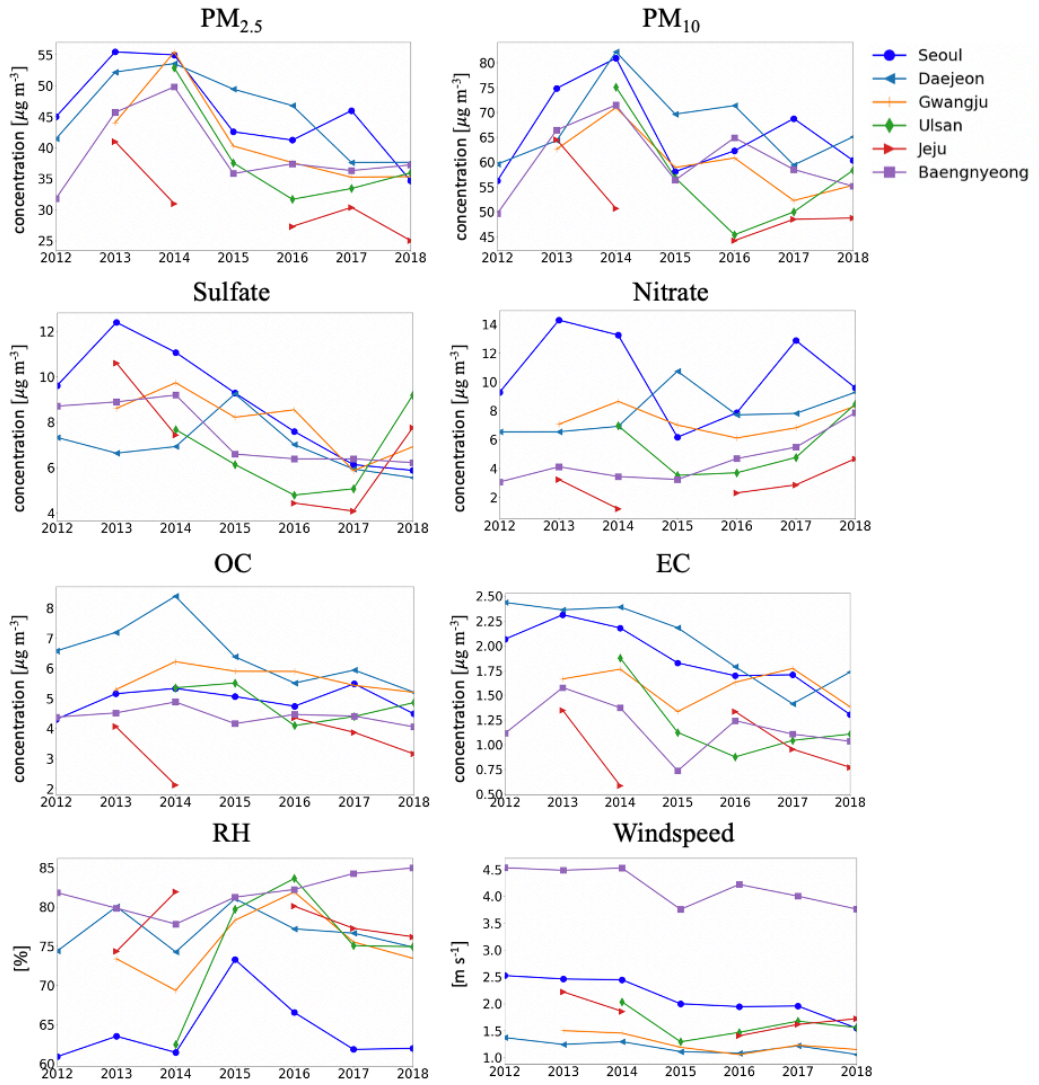 PM2.5
PM10
concentration [µg m-3]
55
50
45
40
35
30
25
2012 2013 2014 2015 2016 2017 2018
concentration [µg m-3]
80
75
70
65
60
55
50
45
2012 2013 2014 2015 2016 2017 2018
Seoul
Daejeon
Gwangju
Ulsan
Jeju
Baengnyeong
Sulfate
Nitrate
concentration [µg m-3]
12
10
8
6
4
2012 2013 2014 2015 2016 2017 2018
concentration [µg m-3]
14
12
10
8
6
4
2
2012 2013 2014 2015 2016 2017 2018
OC
EC
concentration [µg m-3]
8
7
6
5
4
3
2
2012 2013 2014 2015 2016 2017 2018
concentration [µg m-3]
2.50
2.25
2.00
1.75
1.50
1.25
1.00
0.75
0.50
2012 2013 2014 2015 2016 2017 2018
RH
Windspeed
[%]
85
80
75
70
65
60
2012 2013 2014 2015 2016 2017 2018
[m s-1]
4.5
4.0
3.5
3.0
2.5
2.0
1.5
1.0
2012 2013 2014 2015 2016 2017 2018